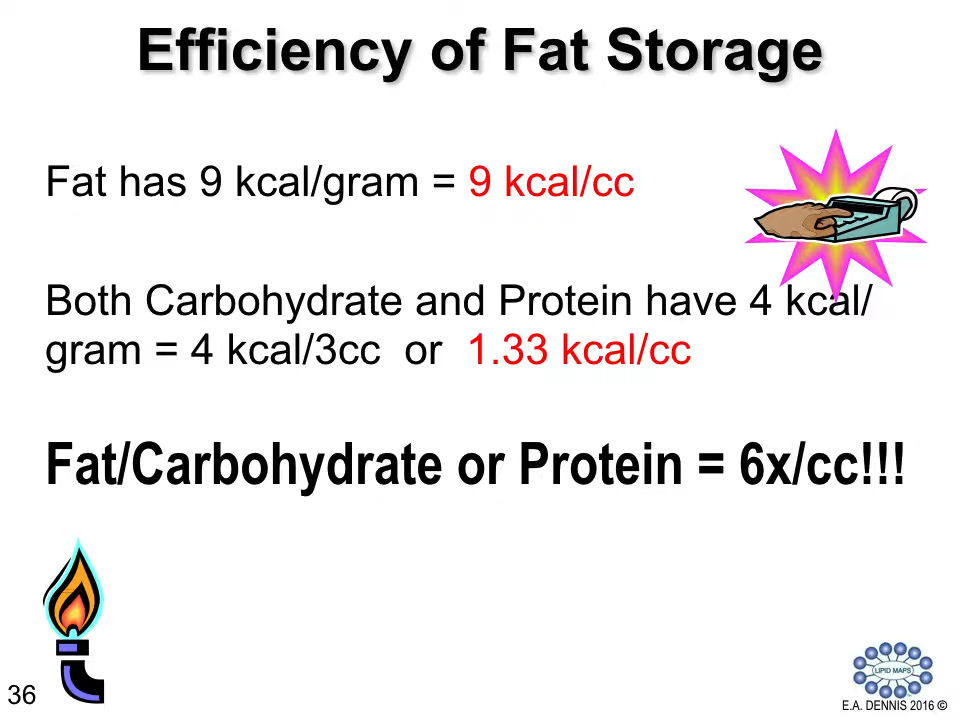 Efficiency of Fat Storage
Fat has 9 kcal/gram = 9 kcal/cc
Both Carbohydrate and Protein have 4 kcal/
gram = 4 kcal/3cc or 1.33 kcal/cc
Fat/Carbohydrate or Protein = 6x/cc!!!
36
LIPID MAPS
E.A. DENNIS 2016 ©